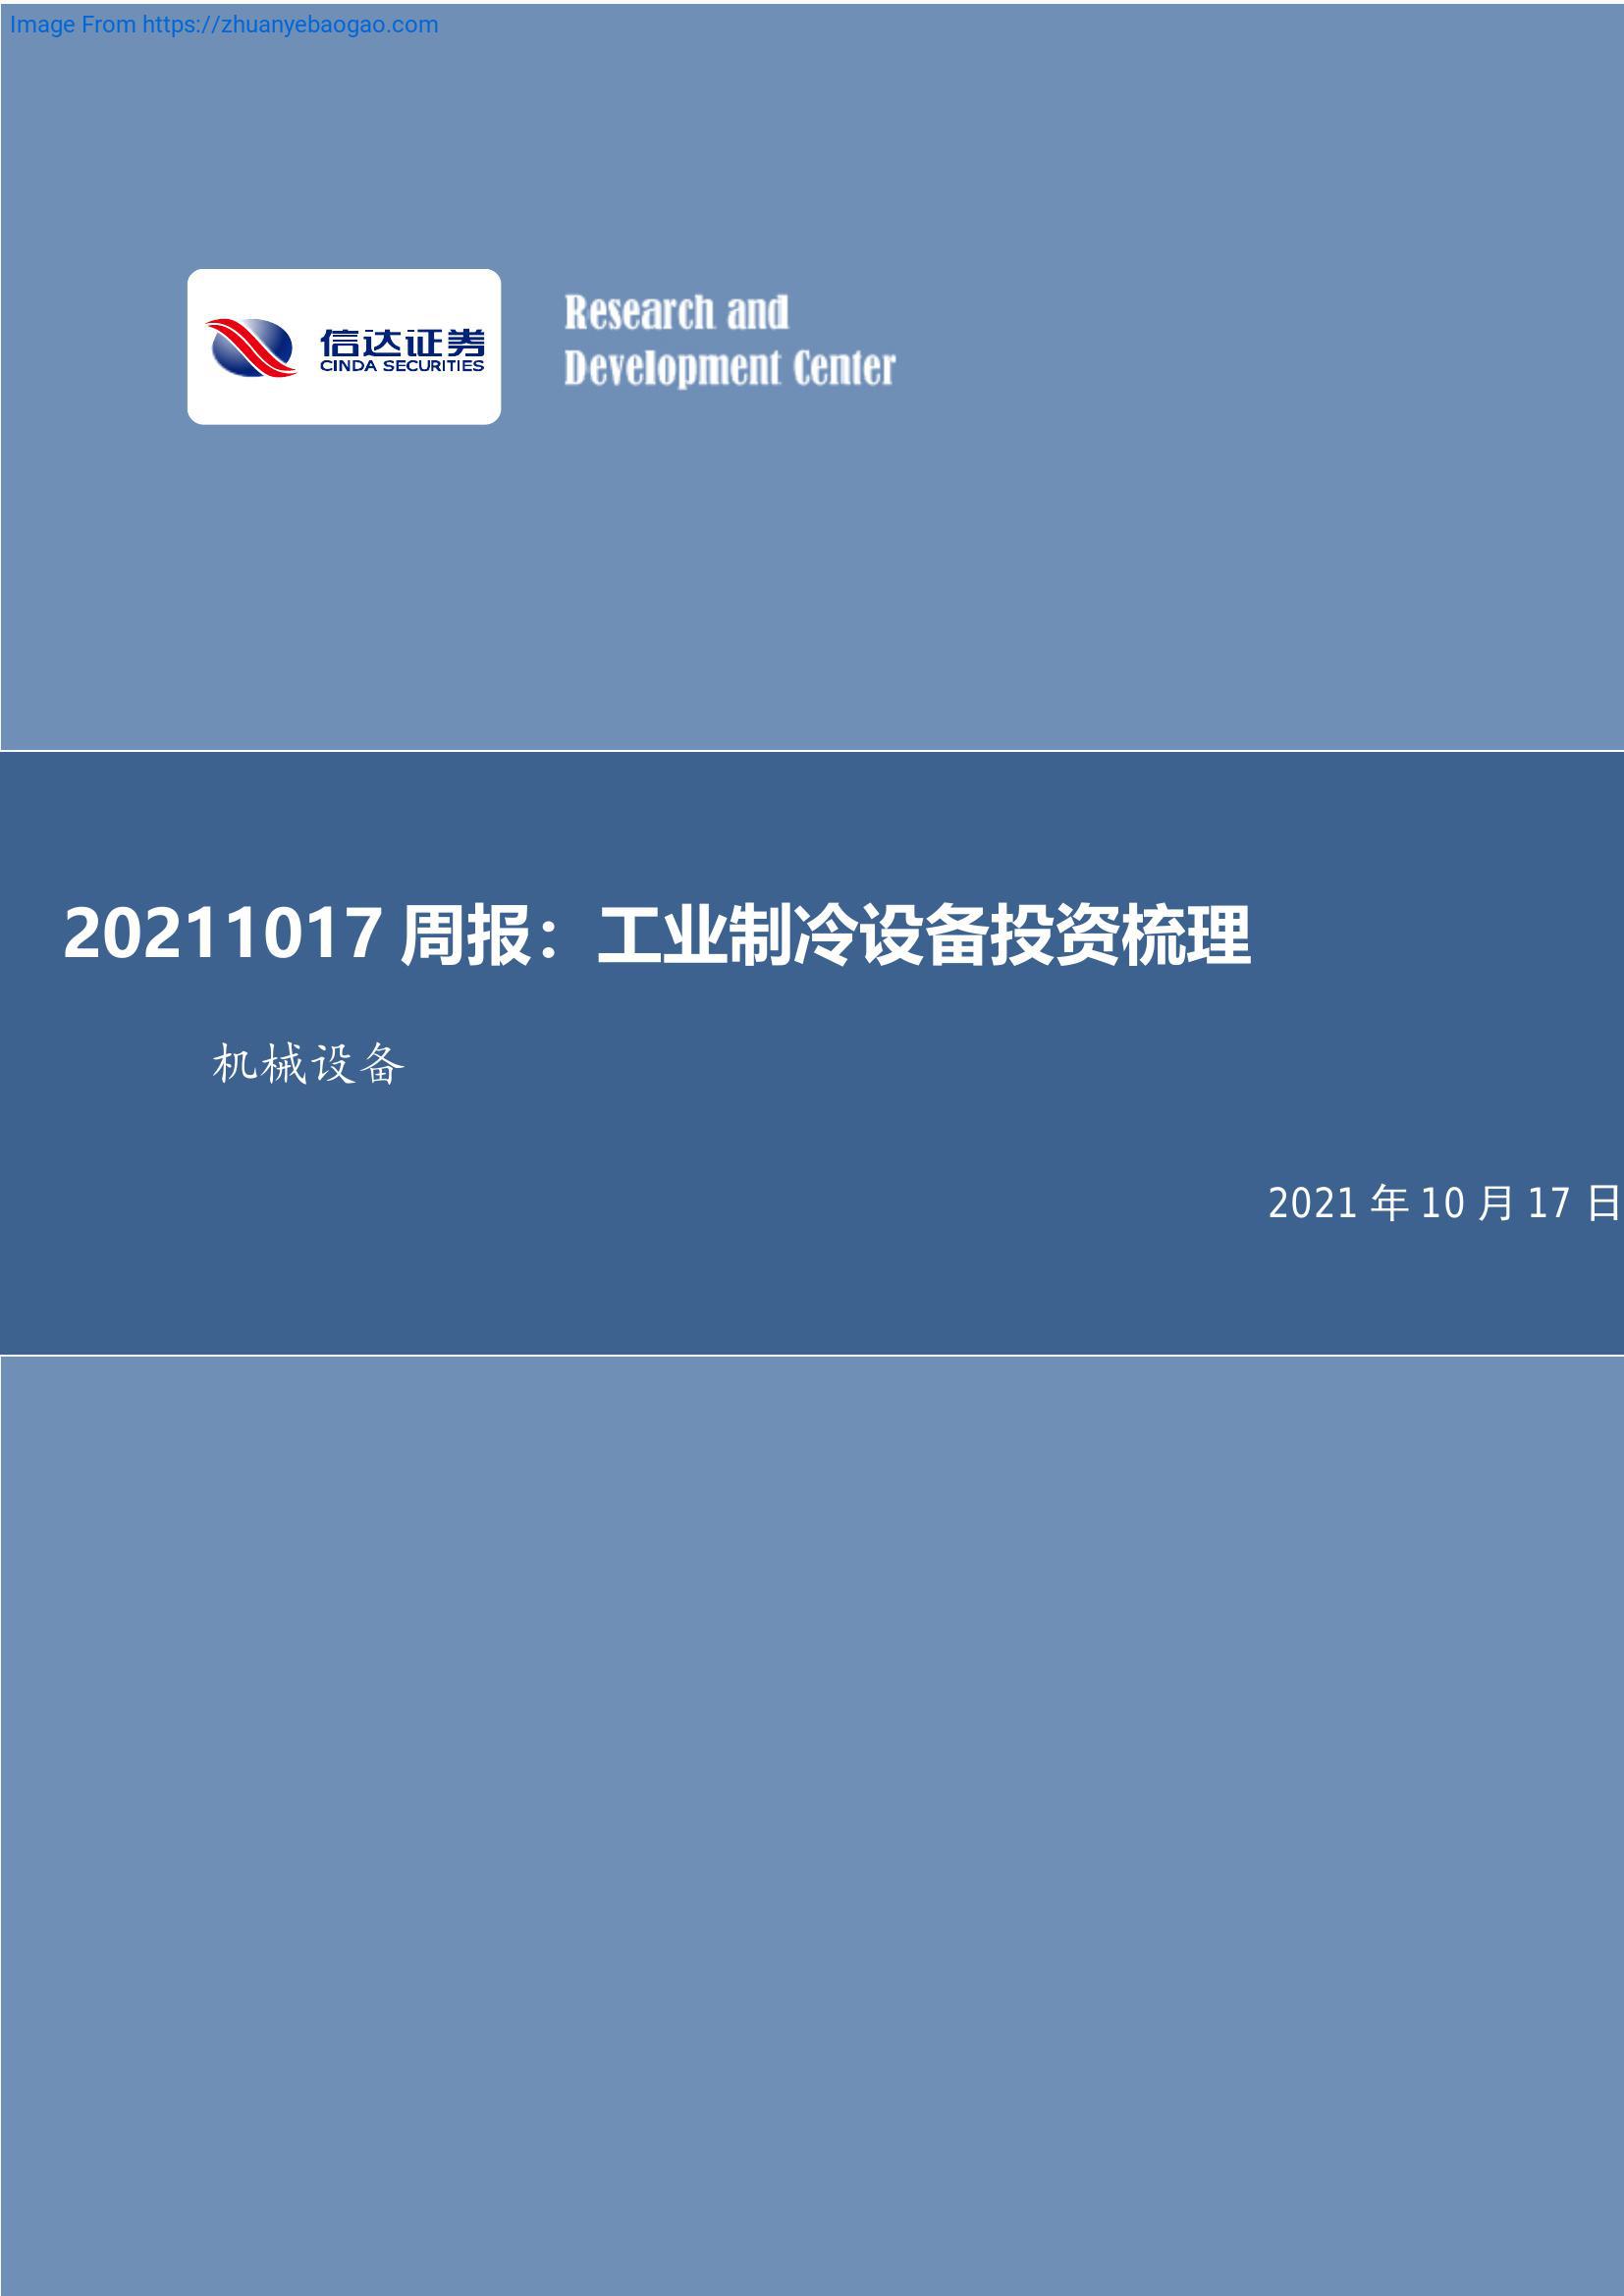 Image From https://zhuanyebaogao.com
信达证券
CINDA SECURITIES
Research and
Development Center
20211017 周报：工业制冷设备投资梳理
机械设备
2021 年 10 月 17 日